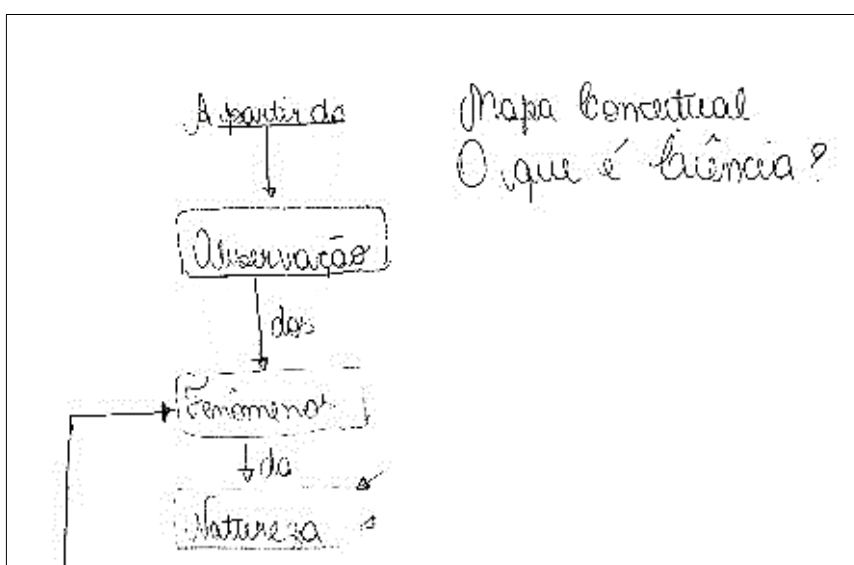 A partir da
Mapa Conceitual
O que é Ciência?
Observação
dos
Fenômenos
da
Natureza